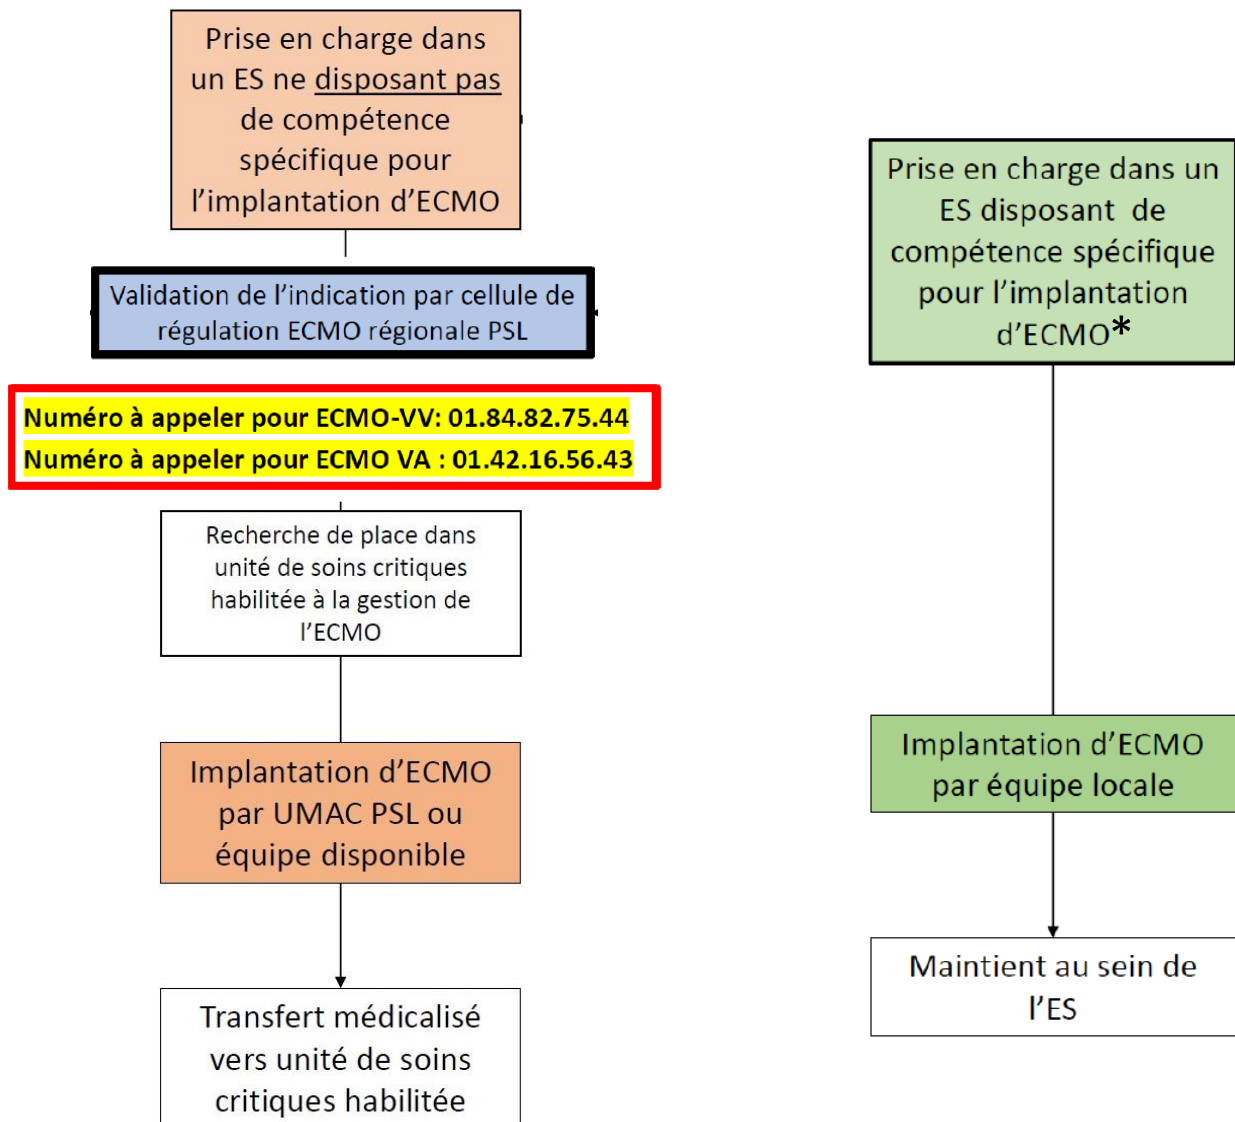 Prise en charge dans
un ES ne disposant pas
de compétence
spécifique pour
l’implantation d’ECMO
Validation de l’indication par cellule de
régulation ECMO régionale PSL
Numéro à appeler pour ECMO-VV: 01.84.82.75.44
Numéro à appeler pour ECMO VA : 01.42.16.56.43
Recherche de place dans
unité de soins critiques
habilitée à la gestion de
l’ECMO
Implantation d’ECMO
par UMAC PSL ou
équipe disponible
Transfert médicalisé
vers unité de soins
critiques habilitée
Prise en charge dans un
ES disposant de
compétence spécifique
pour l’implantation
d’ECMO*
Implantation d’ECMO
par équipe locale
Maintient au sein de
l’ES